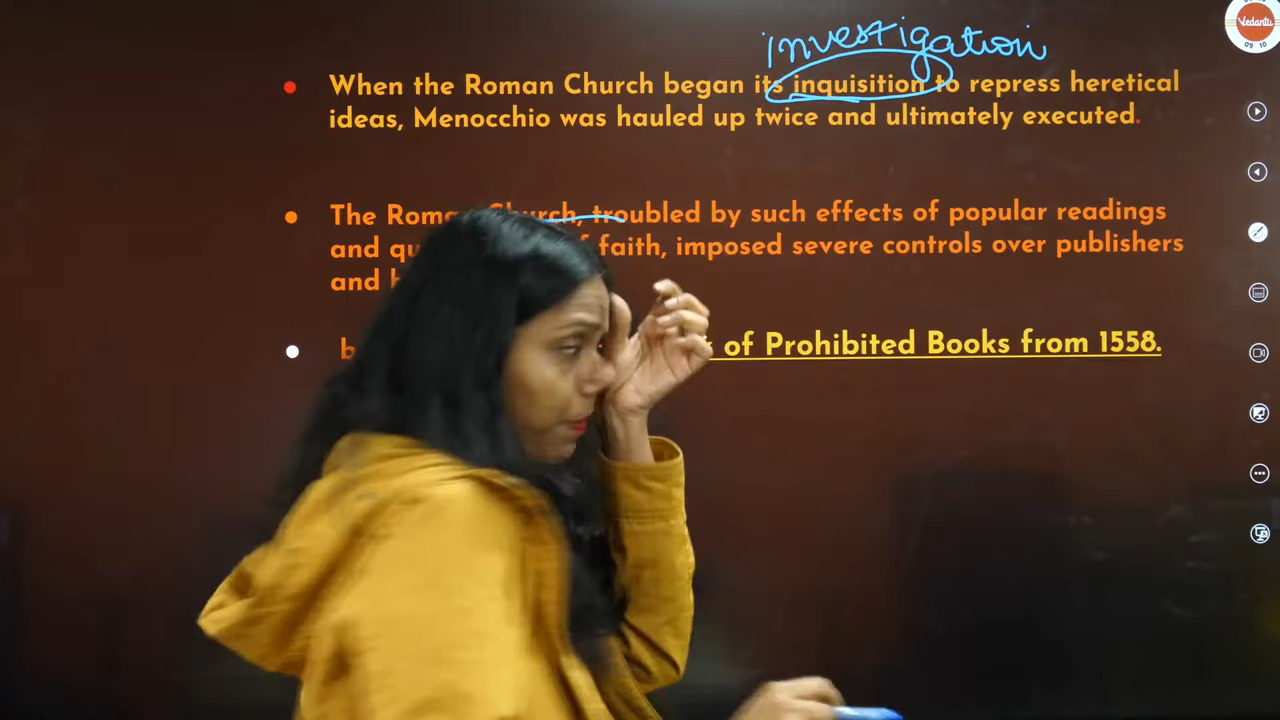 investigation
When the Roman Church began its inquisition to repress heretical
ideas, Menocchio was hauled up twice and ultimately executed.
The Roman Church, troubled by such effects of popular readings
and faith, imposed severe controls over publishers
and
of Prohibited Books from 1558.
Vedantu
09 10